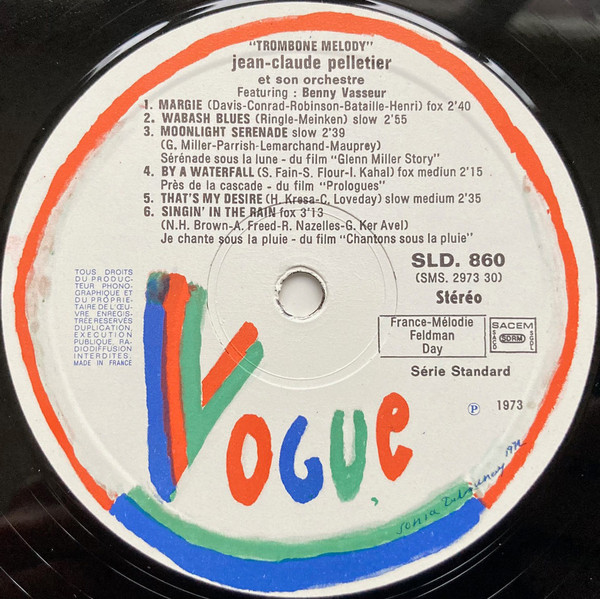 "TROMBONE MELODY"
jean-claude pelletier
et son orchestre
Featuring : Benny Vasseur
1. MARGIE (Davis-Conrad-Robinson-Bataille-Henri) fox 2'40
2. WABASH BLUES (Ringle-Meinken) slow 2'55
3. MOONLIGHT SERENADE slow 2'39
(G. Miller-Parrish-Lemarchand-Mauprey)
Sérénade sous la lune - du film "Glenn Miller Story"
4. BY A WATERFALL (S. Fain-S. Flour-I. Kahal) fox mediun 2'15
Près de la cascade - du film "Prologues"
5. THAT'S MY DESIRE (H. Kresa-C. Loveday) slow medium 2'35
6. SINGIN' IN THE RAIN fox 3'13
(N.H. Brown-A. Freed-R. Nazelles-G. Ker Avel)
Je chante sous la pluie - du film "Chantons sous la pluie"
TOUS DROITS
DU PRODUC-
TEUR PHONO-
GRAPHIQUE ET
DU PROPRIE-
TAIRE DE L'ŒU-
VRE ENREGIS-
TRÉE RÉSERVÉS
DUPLICATION,
EXECUTION
PUBLIQUE, RA-
DIODIFFUSION
INTERDITES.
MADE IN FRANCE
SLD. 860
(SMS. 2973 30)
Stéréo
France-Mélodie
Feldman
Day
SACEM
SACD
SDRM
SGDL
Série Standard
℗ 1973
VOGUE
sonia Delaunay 1972